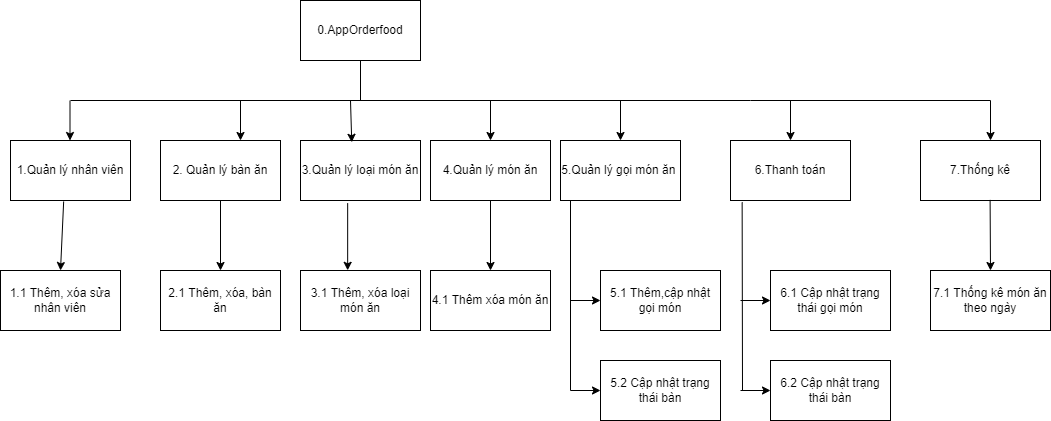 0.AppOrderfood
1.Quản lý nhân viên
2. Quản lý bàn ăn
3.Quản lý loại món ăn
4.Quản lý món ăn
5.Quản lý gọi món ăn
6.Thanh toán
7.Thống kê
1.1 Thêm, xóa sửa
nhân viên
2.1 Thêm, xóa, bàn
ăn
3.1 Thêm, xóa loại
món ăn
4.1 Thêm xóa món ăn
5.1 Thêm,cập nhật
gọi món
6.1 Cập nhật trạng
thái gọi món
7.1 Thống kê món ăn
theo ngày
5.2 Cập nhật trạng
thái bàn
6.2 Cập nhật trạng
thái bàn